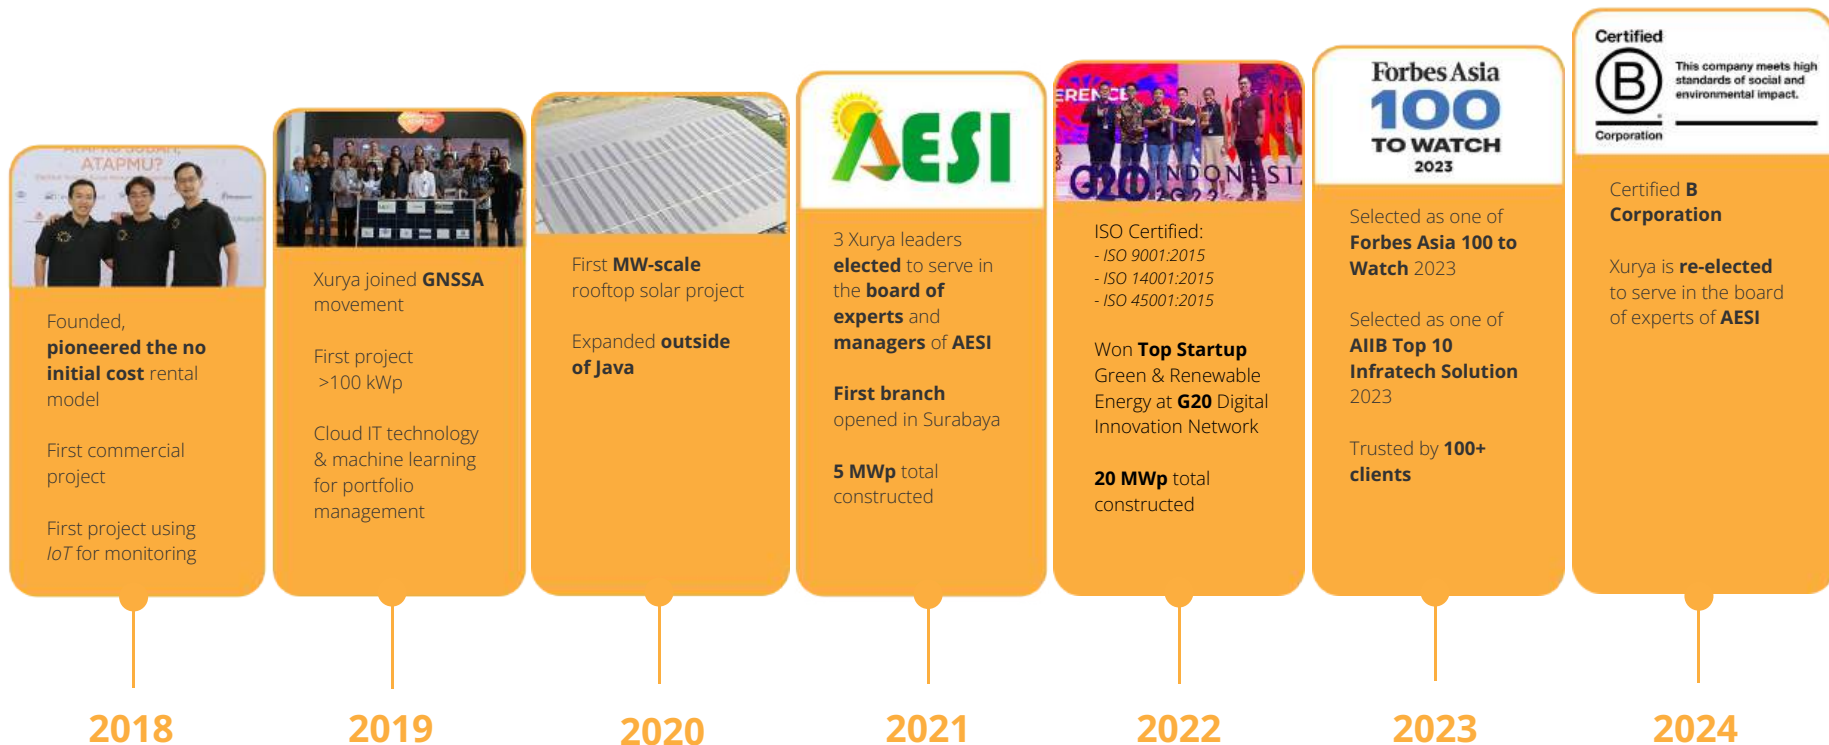 ATAPMU?
Founded,
pioneered the no
initial cost rental
model
First commercial
project
First project using
IoT for monitoring
2018
Xurya joined GNSSA
movement
First project
>100 kWp
Cloud IT technology
& machine learning
for portfolio
management
2019
First MW-scale
rooftop solar project
Expanded outside
of Java
2020
AESI
3 Xurya leaders
elected to serve in
the board of
experts and
managers of AESI
First branch
opened in Surabaya
5 MWp total
constructed
2021
ERENCE
G20 INDONESIA
2022
ISO Certified:
- ISO 9001:2015
- ISO 14001:2015
- ISO 45001:2015
Won Top Startup
Green & Renewable
Energy at G20 Digital
Innovation Network
20 MWp total
constructed
2022
Forbes Asia
100
TO WATCH
2023
Selected as one of
Forbes Asia 100 to
Watch 2023
Selected as one of
AIIB Top 10
Infratech Solution
2023
Trusted by 100+
clients
2023
Certified
B
®
Corporation
This company meets high
standards of social and
environmental impact.
Certified B
Corporation
Xurya is re-elected
to serve in the board
of experts of AESI
2024